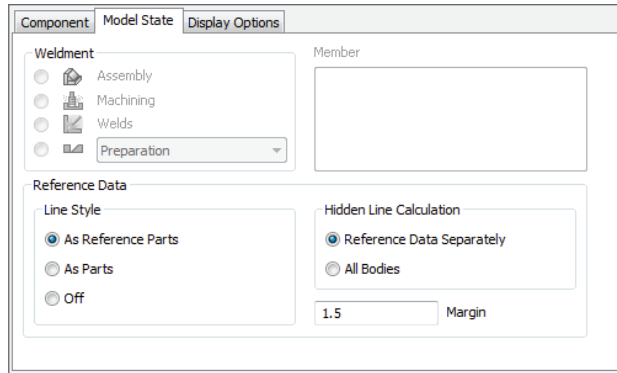 Component Model State Display Options
Weldment
Member
Assembly
Machining
Welds
Preparation
Reference Data
Line Style
Hidden Line Calculation
As Reference Parts
Reference Data Separately
As Parts
All Bodies
Off
1.5 Margin